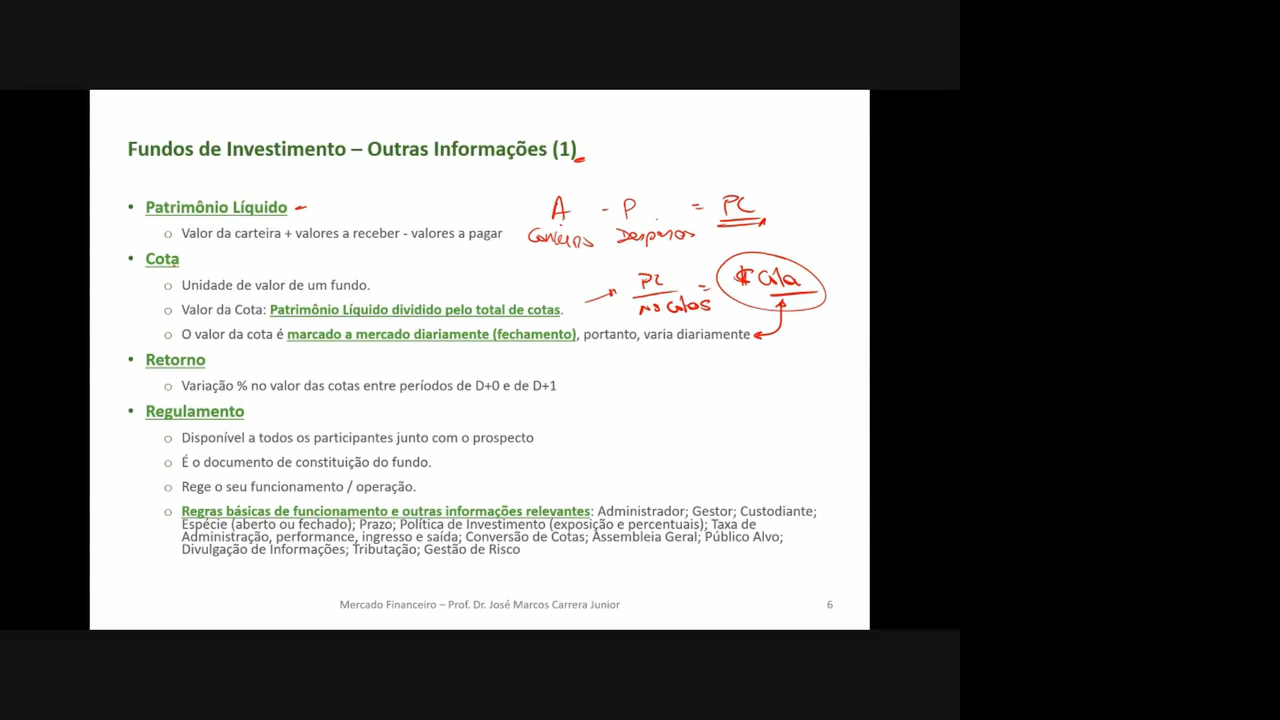 Fundos de Investimento – Outras Informações (1)
• Patrimônio Líquido
A - P = PL
○ Valor da carteira + valores a receber - valores a pagar
Carteira Despesas
• Cota
○ Unidade de valor de um fundo.
PL = $ Cota
○ Valor da Cota: Patrimônio Líquido dividido pelo total de cotas.
no cotas
○ O valor da cota é marcado a mercado diariamente (fechamento), portanto, varia diariamente
• Retorno
○ Variação % no valor das cotas entre períodos de D+0 e de D+1
• Regulamento
○ Disponível a todos os participantes junto com o prospecto
○ É o documento de constituição do fundo.
○ Rege o seu funcionamento / operação.
○ Regras básicas de funcionamento e outras informações relevantes: Administrador; Gestor; Custodiante;
Espécie (aberto ou fechado); Prazo; Política de Investimento (exposição e percentuais); Taxa de
Administração, performance, ingresso e saída; Conversão de Cotas; Assembleia Geral; Público Alvo;
Divulgação de Informações; Tributação; Gestão de Risco
Mercado Financeiro – Prof. Dr. José Marcos Carrera Junior
6